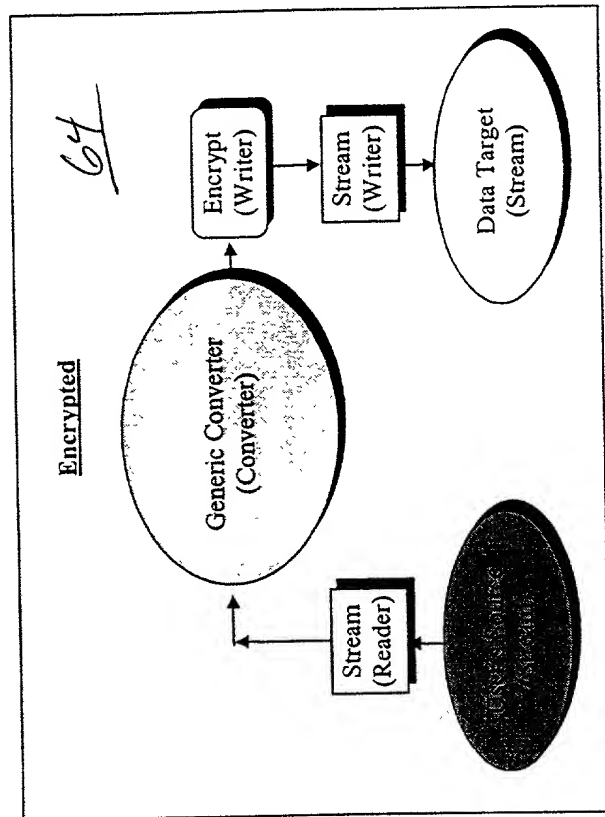 Encrypted
64
Generic Converter
(Converter)
Encrypt
(Writer)
Stream
(Writer)
Data Target
(Stream)
Stream
(Reader)